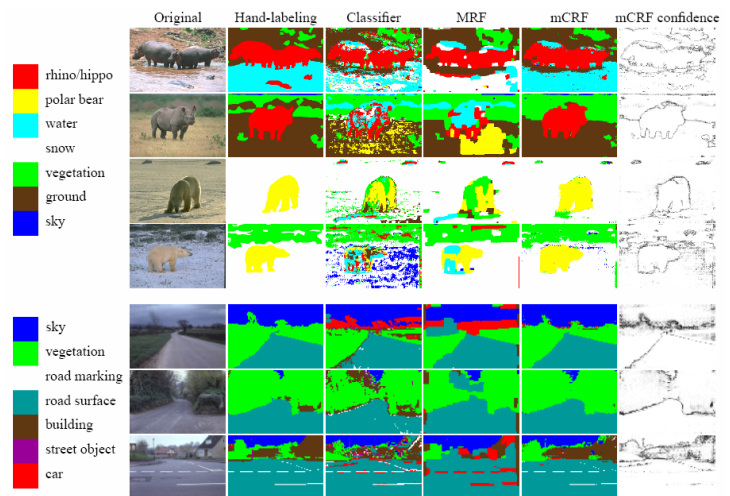 Original Hand-labeling Classifier MRF mCRF mCRF confidence
rhino/hippo
polar bear
water
snow
vegetation
ground
sky
sky
vegetation
road marking
road surface
building
street object
car